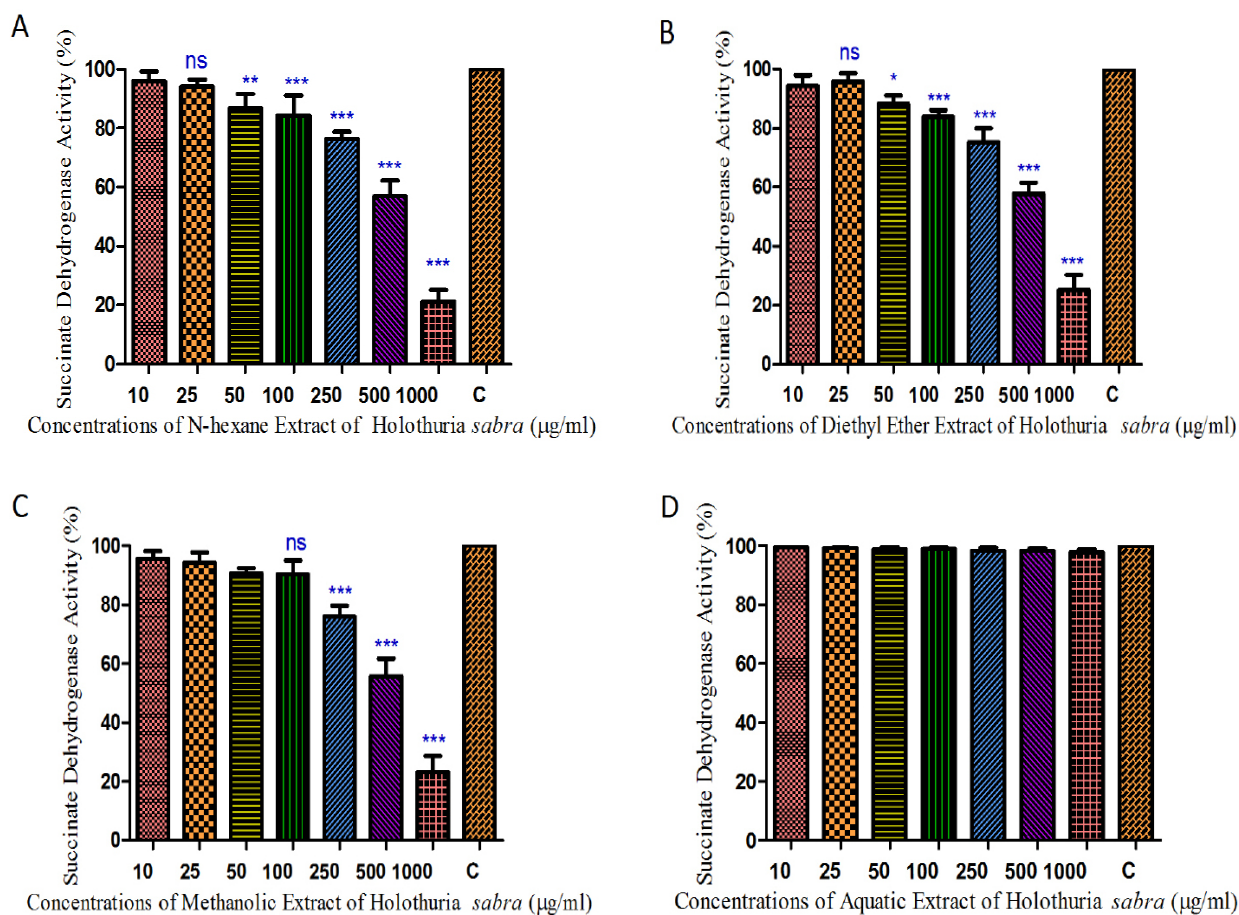 A
Succinate Dehydrogenase Activity (%)
100
80
60
40
20
0
ns
**
***
***
***
***
10 25 50 100 250 500 1000 C
Concentrations of N-hexane Extract of Holothuria sabra (µg/ml)
B
Succinate Dehydrogenase Activity (%)
100
80
60
40
20
0
ns
*
***
***
***
***
10 25 50 100 250 500 1000 C
Concentrations of Diethyl Ether Extract of Holothuria sabra (µg/ml)
C
Succinate Dehydrogenase Activity (%)
100
80
60
40
20
0
ns
***
***
***
10 25 50 100 250 500 1000 C
Concentrations of Methanolic Extract of Holothuria sabra (µg/ml)
D
Succinate Dehydrogenase Activity (%)
100
80
60
40
20
0
10 25 50 100 250 500 1000 C
Concentrations of Aquatic Extract of Holothuria sabra (µg/ml)